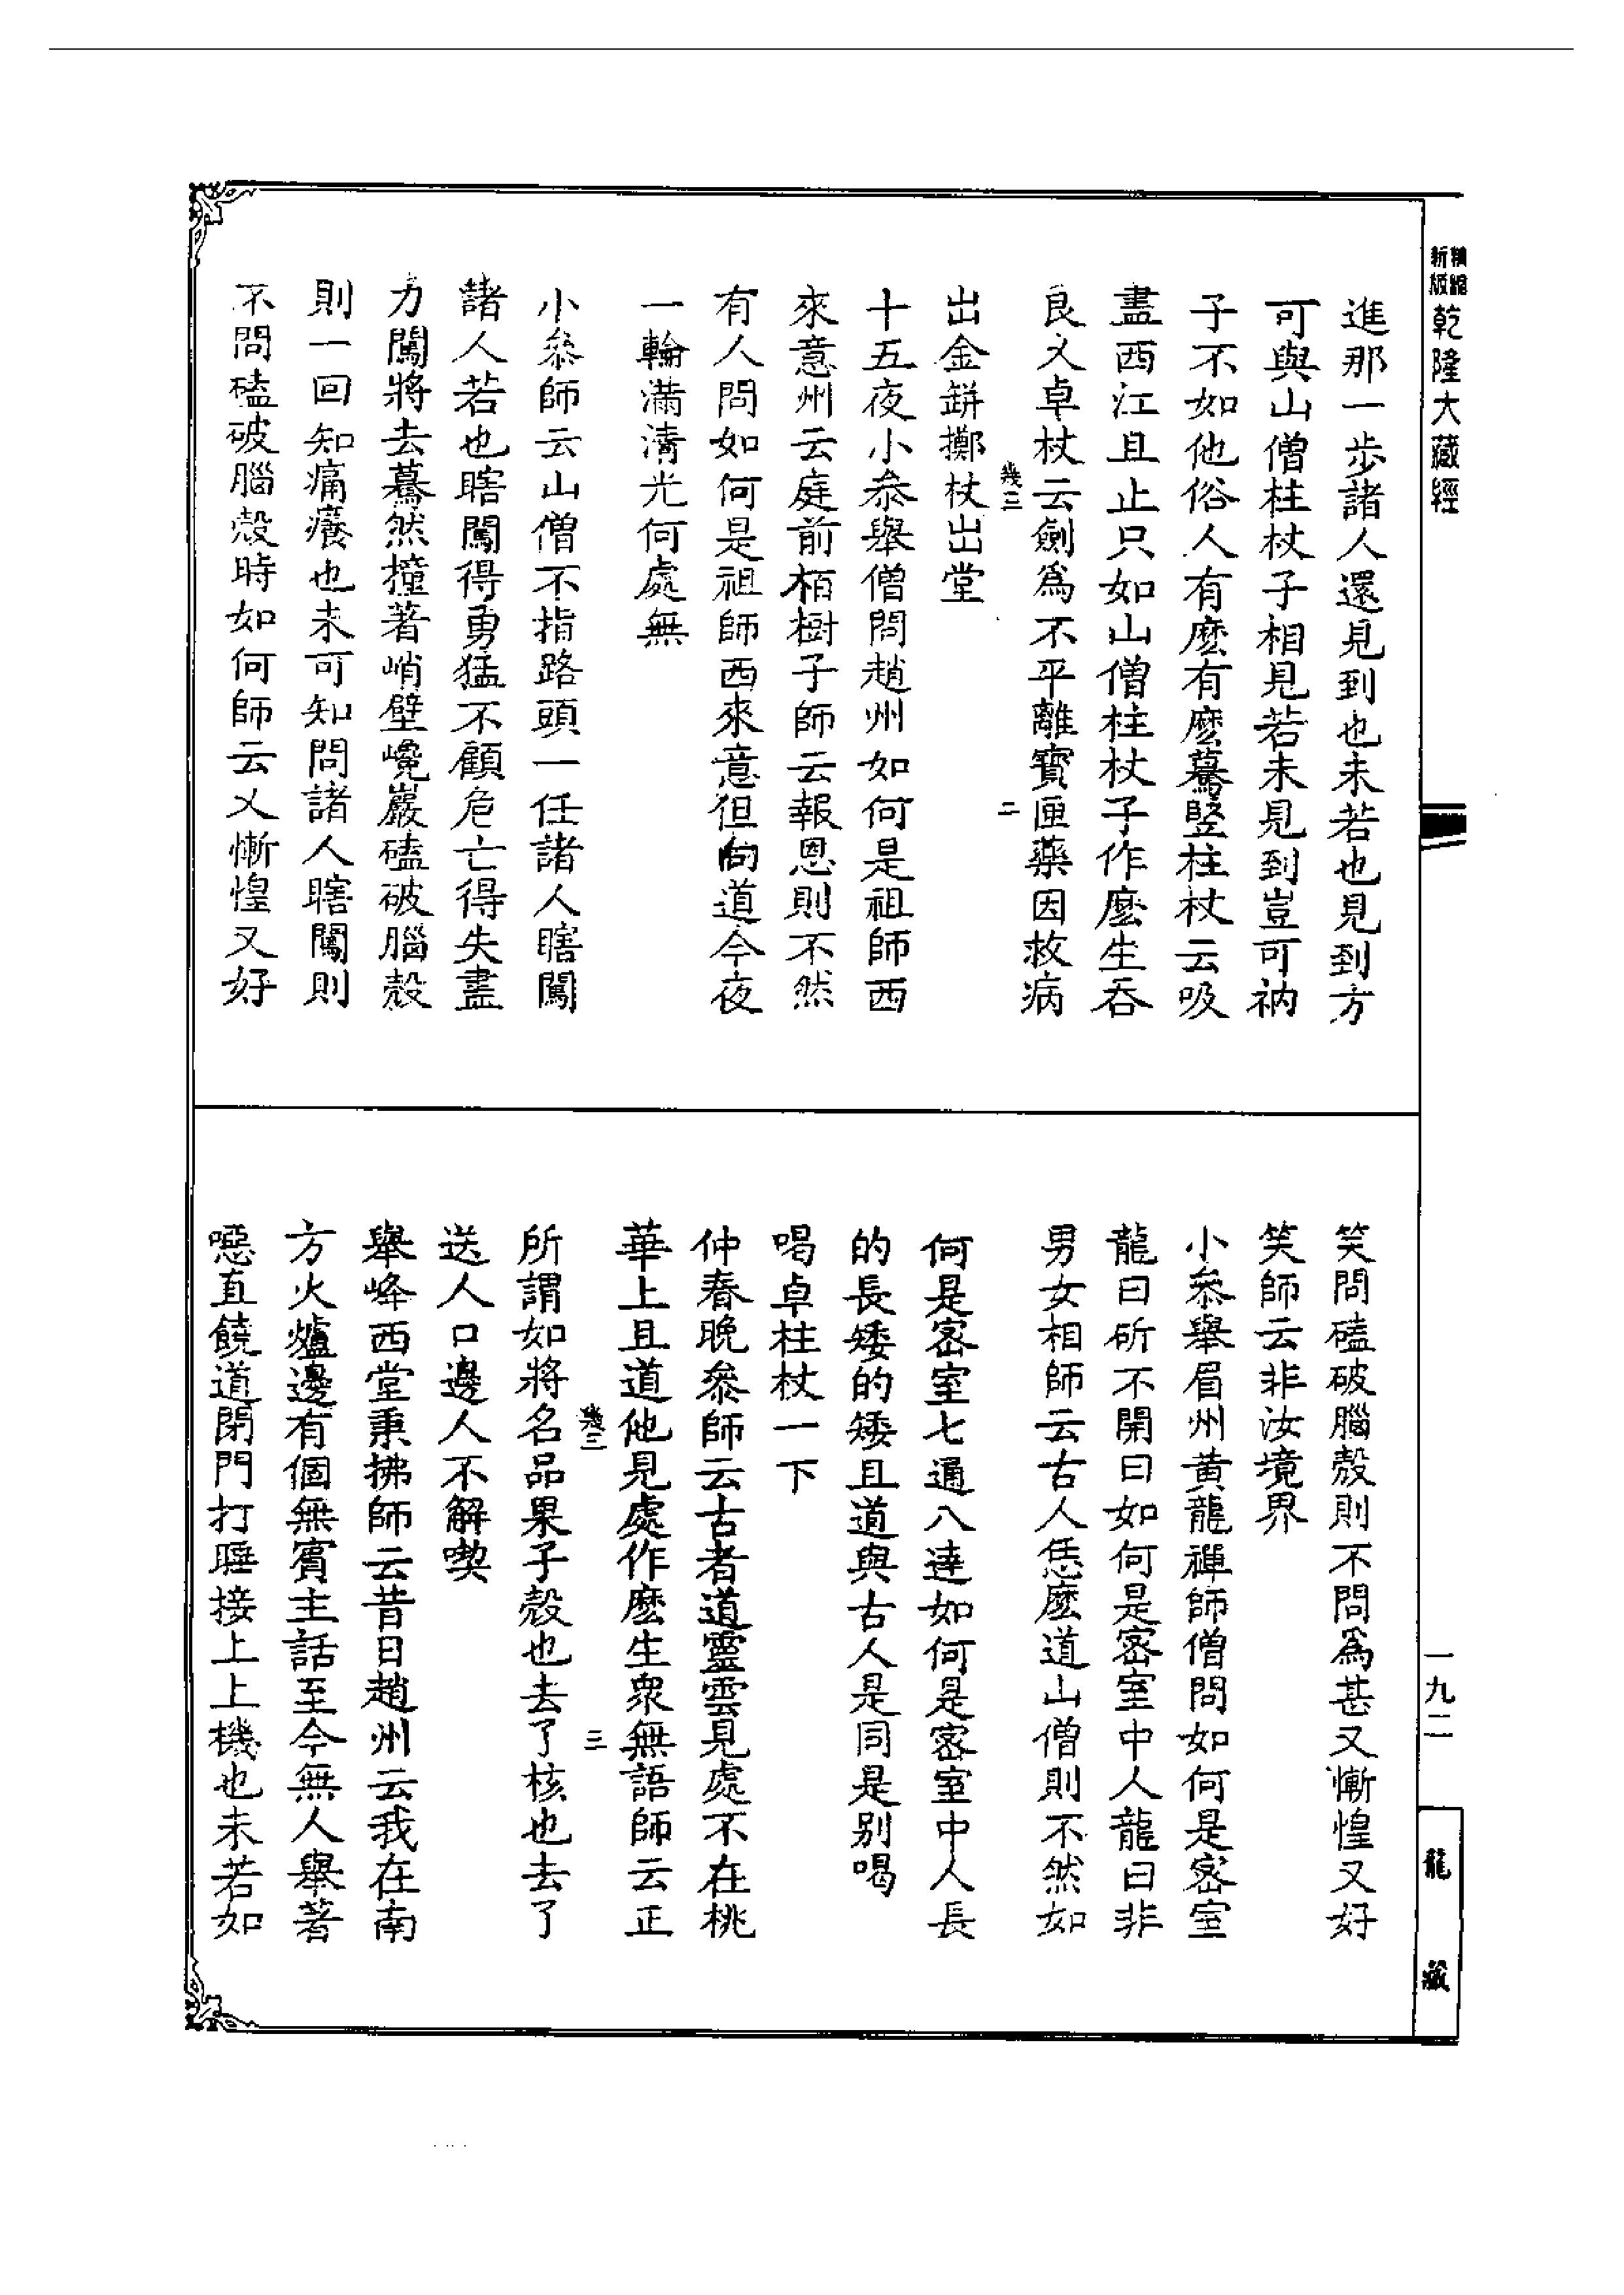 新編縮版
乾隆大藏經
進那一步諸人還見到也未若也見到方
可與山僧柱杖子相見若未見到豈可衲
子不如他俗人有麽有麽驀豎柱杖云吸
盡西江且止只如山僧柱杖子作麽生吞
良久卓杖云劍為不平離寶匣藥因救病
幾三
二
出金缾擲杖出堂
十五夜小叅舉僧問趙州如何是祖師西
來意州云庭前栢樹子師云報恩則不然
有人問如何是祖師西來意但向道今夜
一輪滿清光何處無
小叅師云山僧不指路頭一任諸人瞎闖
諸人若也瞎闖得勇猛不顧危亡得失盡
力闖將去驀然撞著峭壁巉巖磕破腦殼
則一回知痛癢也未可知問諸人瞎闖則
不問磕破腦殼時如何師云乂慚惶又好
笑問磕破腦殼則不問為甚又慚惶又好
笑師云非汝境界
小叅舉眉州黃龍禪師僧問如何是密室
龍曰斫不開曰如何是密室中人龍曰非
男女相師云古人恁麽道山僧則不然如
何是密室七通八達如何是密室中人長
的長矮的矮且道與古人是同是別喝
喝卓柱杖一下
仲春晚叅師云古者道靈雲見處不在桃
華上且道他見處作麽生衆無語師云正
幾三
三
所謂如將名品果子殼也去了核也去了
送人口邊人不解喫
舉峰西堂秉拂師云昔日趙州云我在南
方火爐邊有個無賓主話至今無人舉著
噁直饒道閉門打睡接上上機也未若如
一九二
龍藏